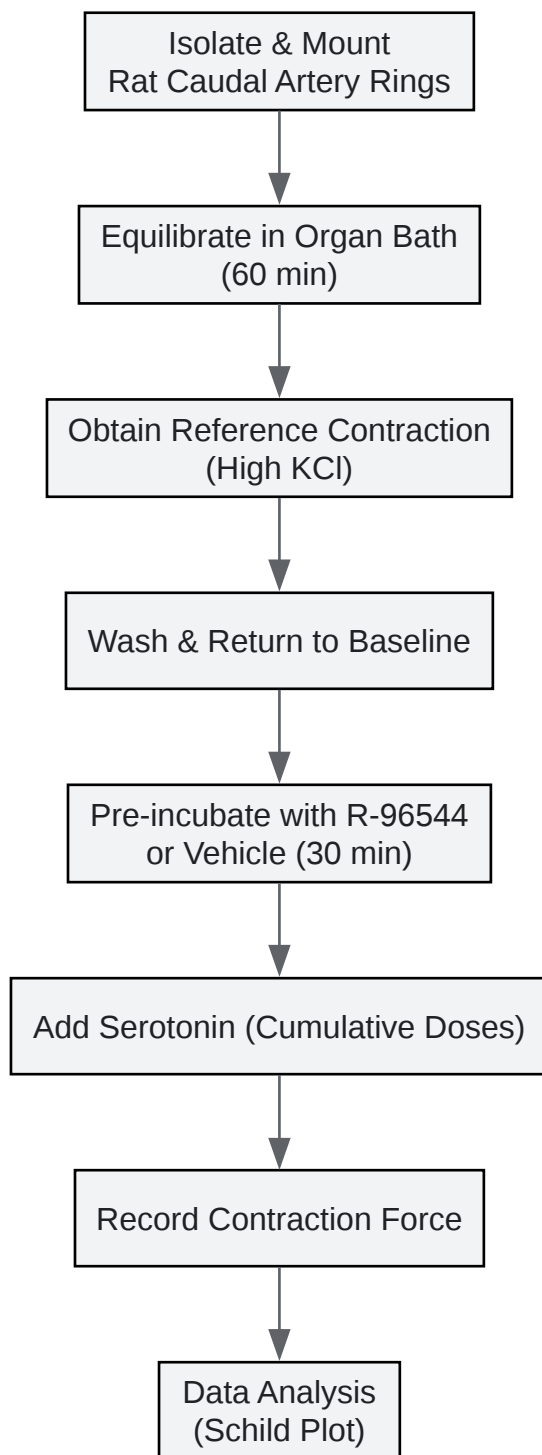 Isolate & Mount
Rat Caudal Artery Rings
Equilibrate in Organ Bath
(60 min)
Obtain Reference Contraction
(High KCl)
Wash & Return to Baseline
Pre-incubate with R-96544
or Vehicle (30 min)
Add Serotonin (Cumulative Doses)
Record Contraction Force
Data Analysis
(Schild Plot)